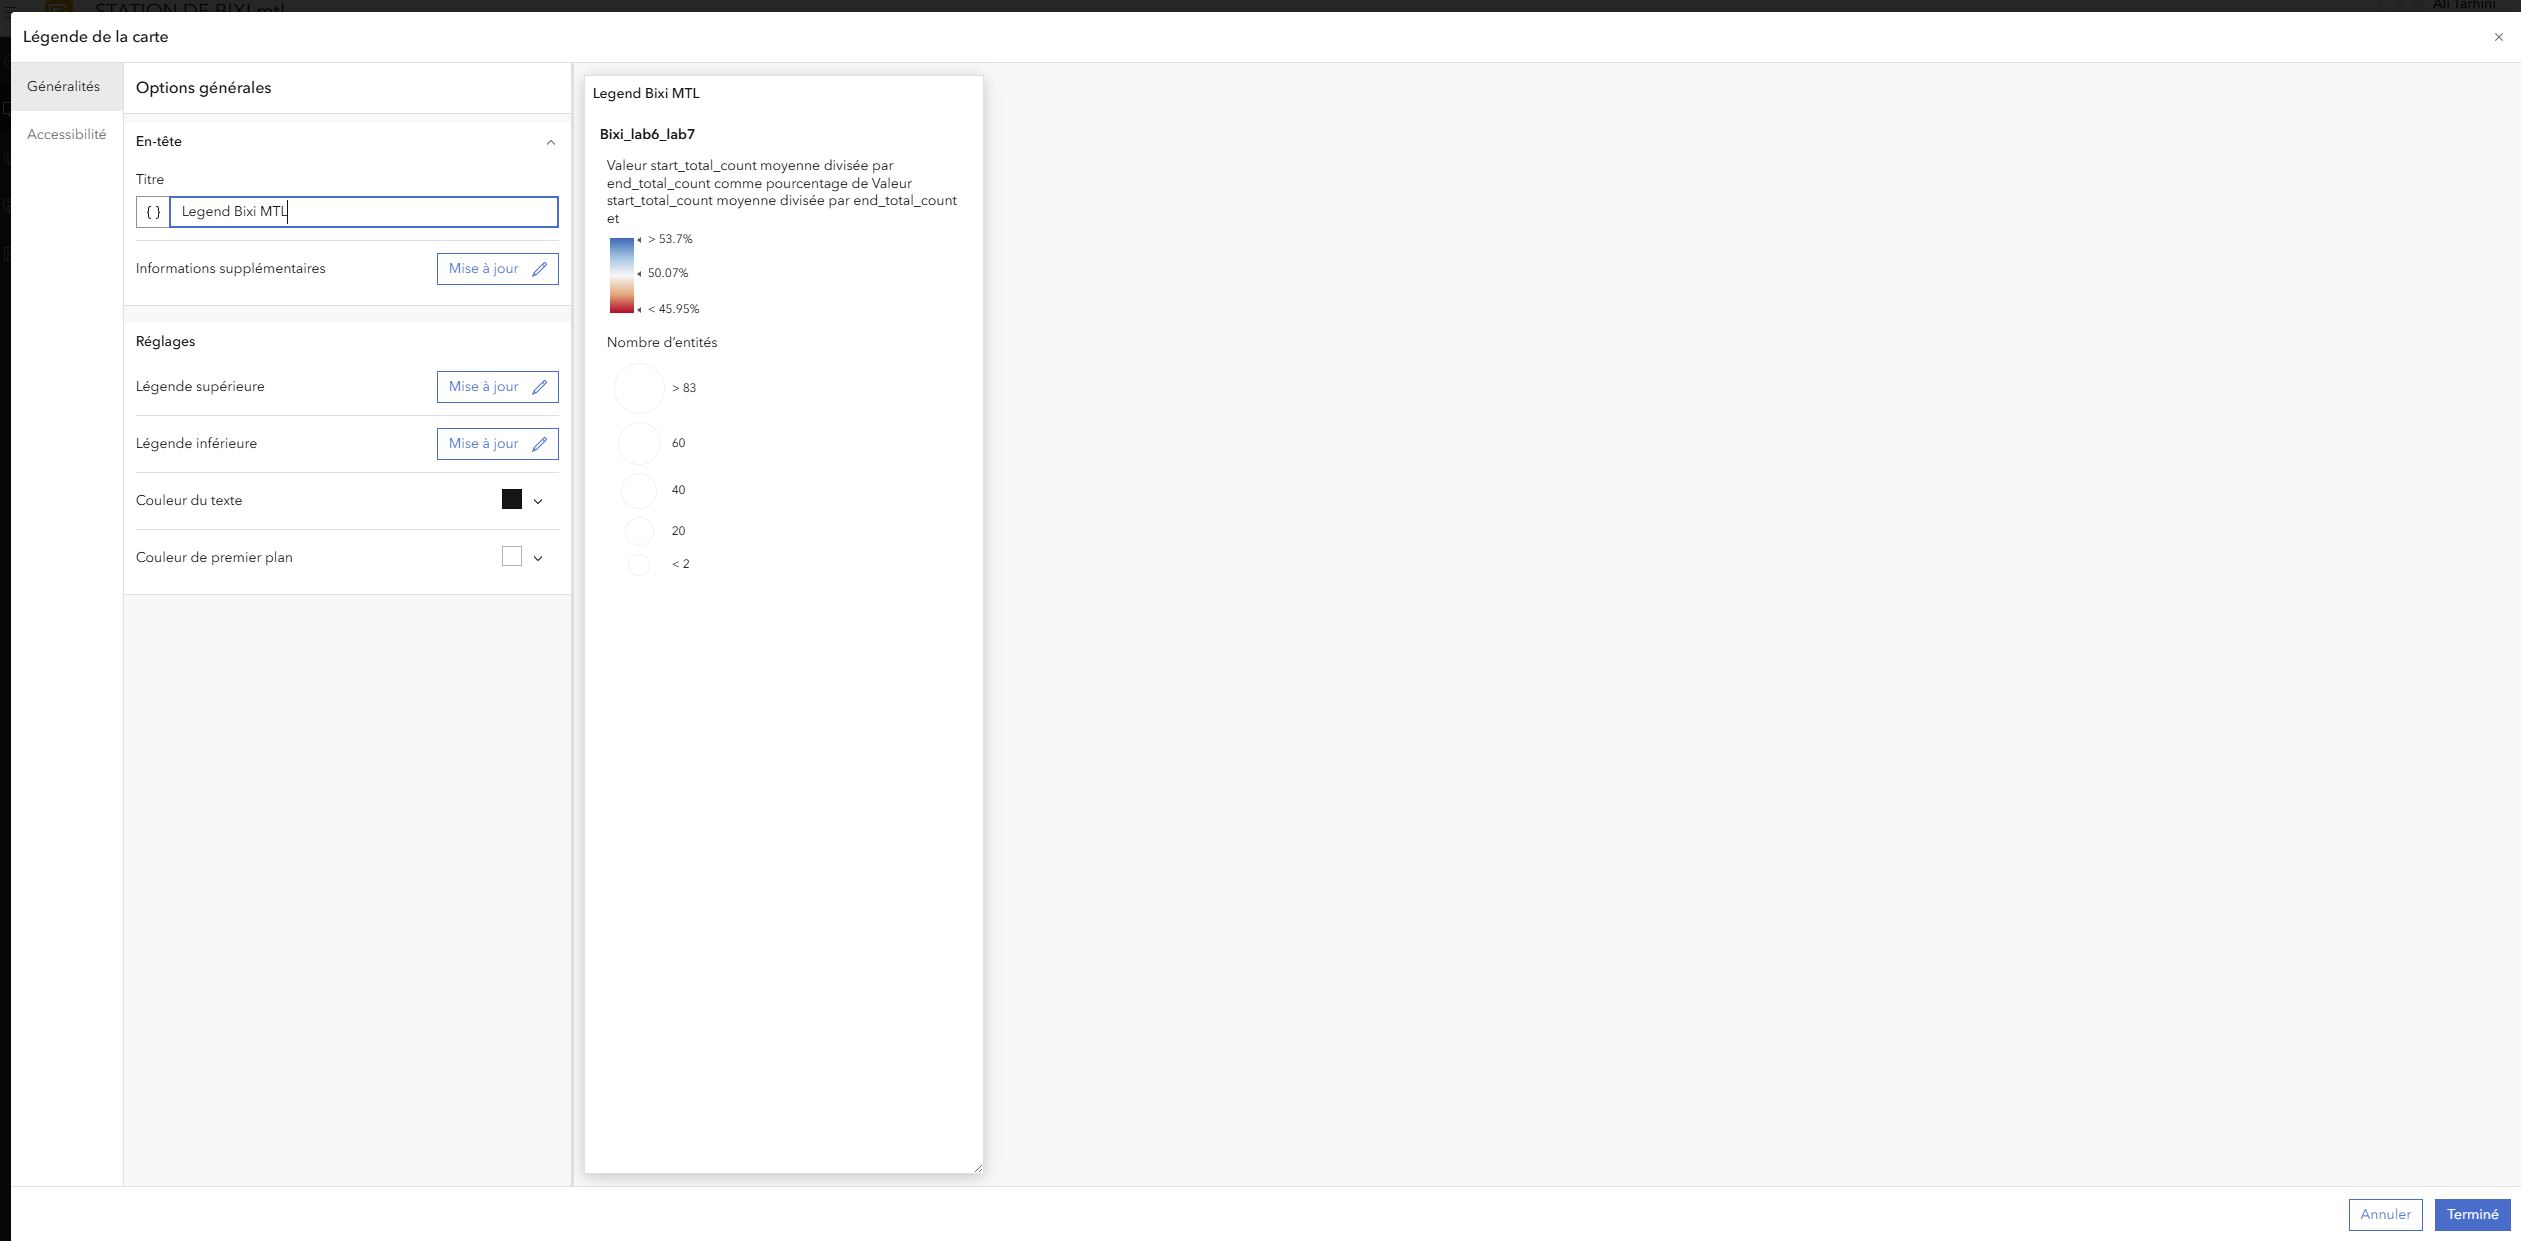 STATION DE BIXI mtl
Ali Tarhini
Légende de la carte
Généralités
Accessibilité
Options générales
En-tête
Titre
{ } Legend Bixi MTL
Informations supplémentaires
Mise à jour
Réglages
Légende supérieure
Mise à jour
Légende inférieure
Mise à jour
Couleur du texte
Couleur de premier plan
Legend Bixi MTL
Bixi_lab6_lab7
Valeur start_total_count moyenne divisée par
end_total_count comme pourcentage de Valeur
start_total_count moyenne divisée par end_total_count
et
> 53.7%
50.07%
< 45.95%
Nombre d'entités
> 83
60
40
20
< 2
Annuler
Terminé